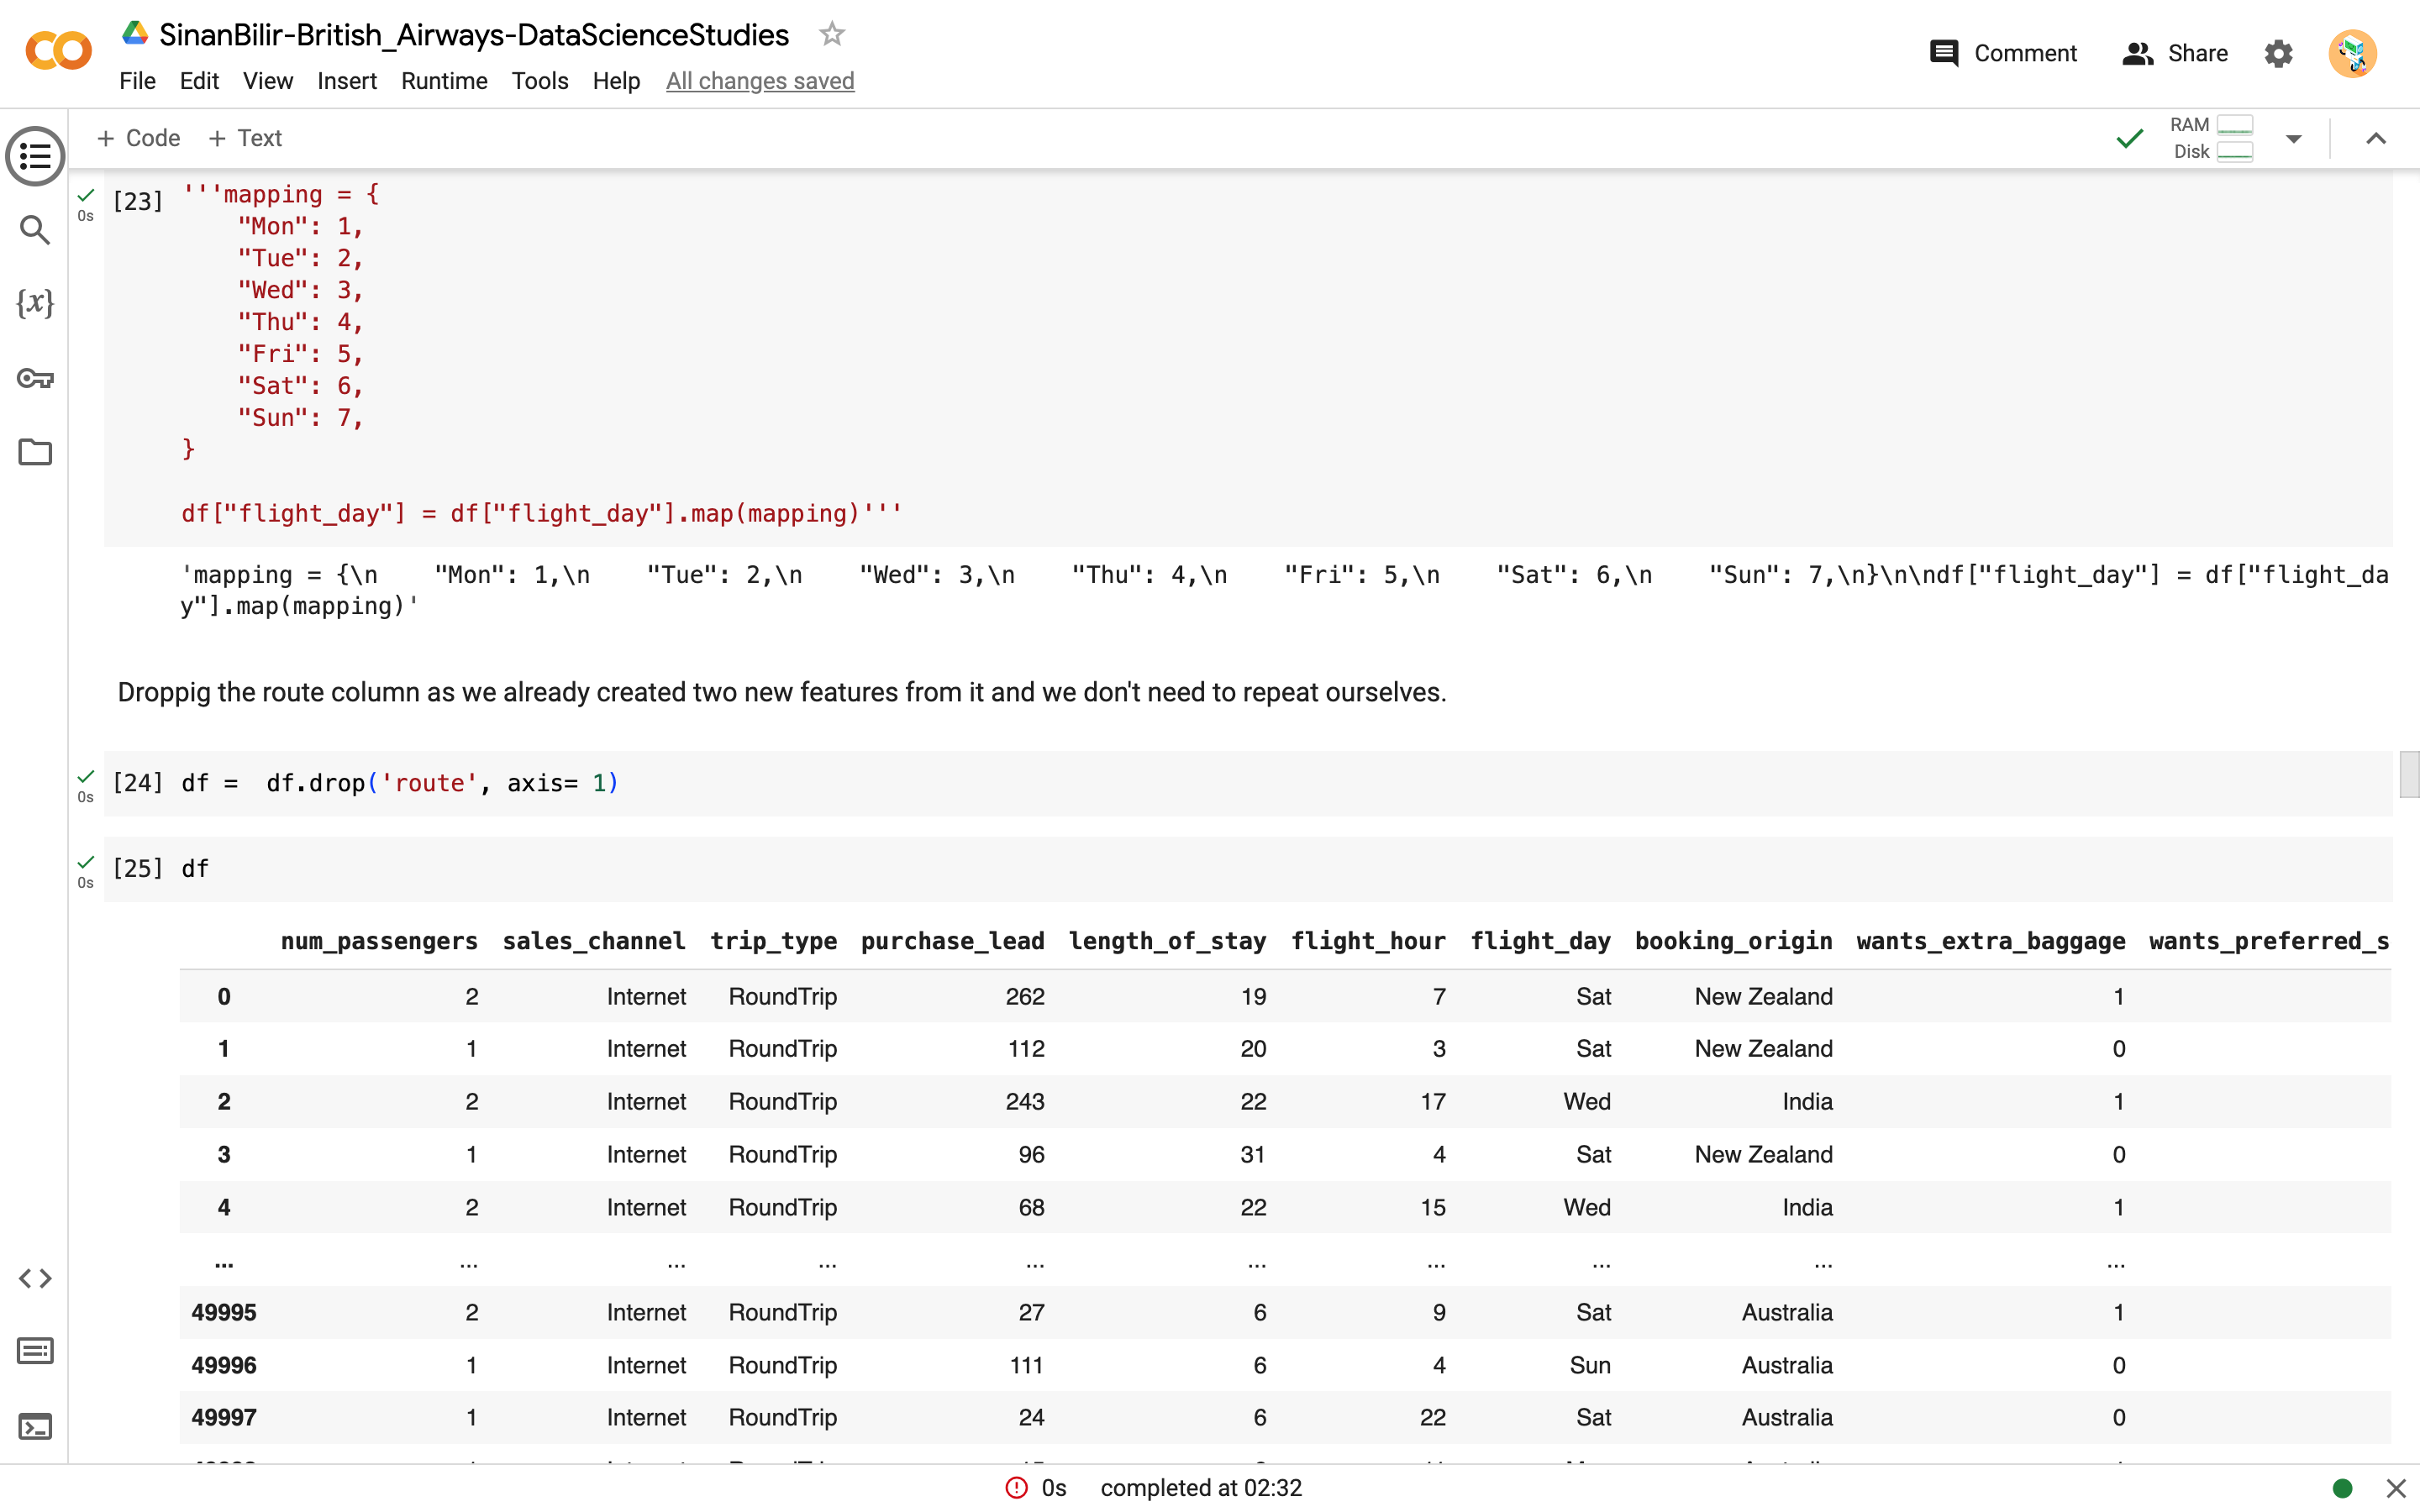 SinanBilir-British_Airways-DataScienceStudies
Comment Share
File Edit View Insert Runtime Tools Help All changes saved
+ Code + Text
RAM
Disk
0s
[23] '''mapping = {
"Mon": 1,
"Tue": 2,
"Wed": 3,
"Thu": 4,
"Fri": 5,
"Sat": 6,
"Sun": 7,
}
df["flight_day"] = df["flight_day"].map(mapping)'''
'mapping = {\n    "Mon": 1,\n    "Tue": 2,\n    "Wed": 3,\n    "Thu": 4,\n    "Fri": 5,\n    "Sat": 6,\n    "Sun": 7,\n}\n\ndf["flight_day"] = df["flight_da
y"].map(mapping)'
Droppig the route column as we already created two new features from it and we don't need to repeat ourselves.
[24] df =  df.drop('route', axis= 1)
0s
[25] df
0s
num_passengers sales_channel trip_type purchase_lead length_of_stay flight_hour flight_day booking_origin wants_extra_baggage wants_preferred_s
0 2 Internet RoundTrip 262 19 7 Sat New Zealand 1
1 1 Internet RoundTrip 112 20 3 Sat New Zealand 0
2 2 Internet RoundTrip 243 22 17 Wed India 1
3 1 Internet RoundTrip 96 31 4 Sat New Zealand 0
4 2 Internet RoundTrip 68 22 15 Wed India 1
... ... ... ... ... ... ... ... ... ...
49995 2 Internet RoundTrip 27 6 9 Sat Australia 1
49996 1 Internet RoundTrip 111 6 4 Sun Australia 0
49997 1 Internet RoundTrip 24 6 22 Sat Australia 0
0s completed at 02:32